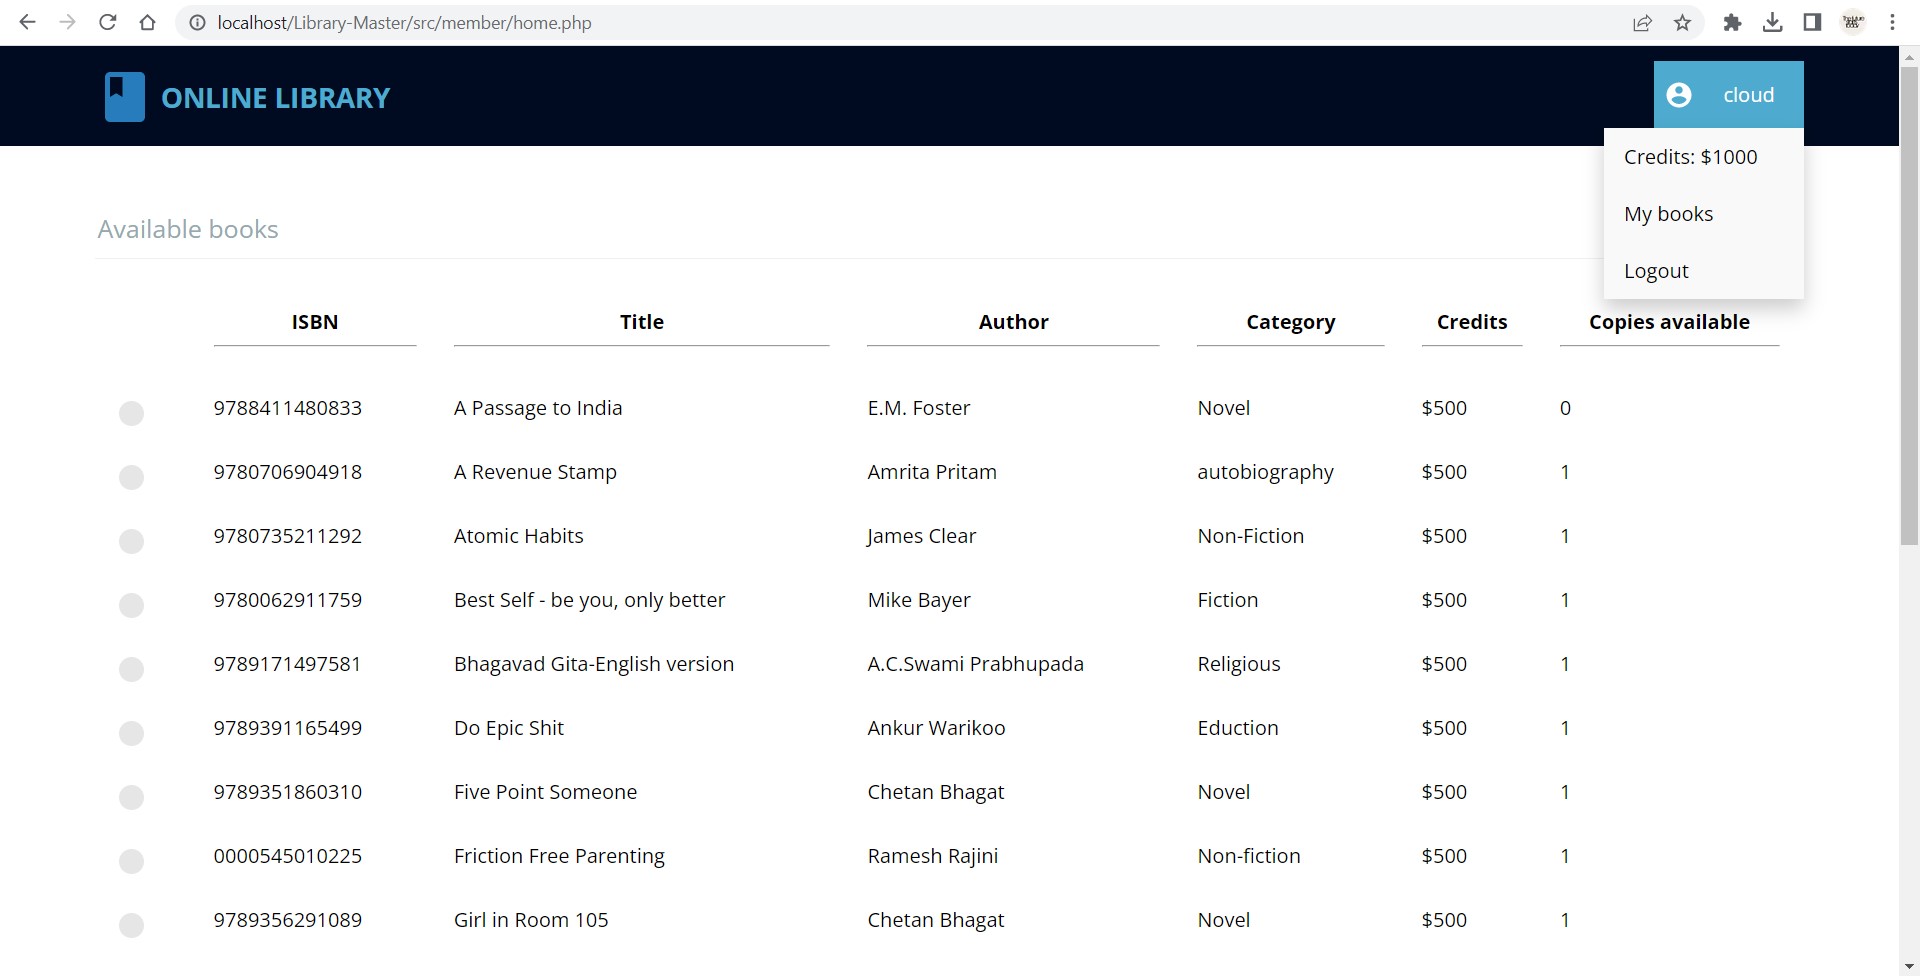 localhost/Library-Master/src/member/home.php
ONLINE LIBRARY
cloud
Credits: $1000
My books
Logout
Available books
ISBN Title Author Category Credits Copies available
9788411480833 A Passage to India E.M. Foster Novel $500 0
9780706904918 A Revenue Stamp Amrita Pritam autobiography $500 1
9780735211292 Atomic Habits James Clear Non-Fiction $500 1
9780062911759 Best Self - be you, only better Mike Bayer Fiction $500 1
9789171497581 Bhagavad Gita-English version A.C.Swami Prabhupada Religious $500 1
9789391165499 Do Epic Shit Ankur Warikoo Eduction $500 1
9789351860310 Five Point Someone Chetan Bhagat Novel $500 1
0000545010225 Friction Free Parenting Ramesh Rajini Non-fiction $500 1
9789356291089 Girl in Room 105 Chetan Bhagat Novel $500 1